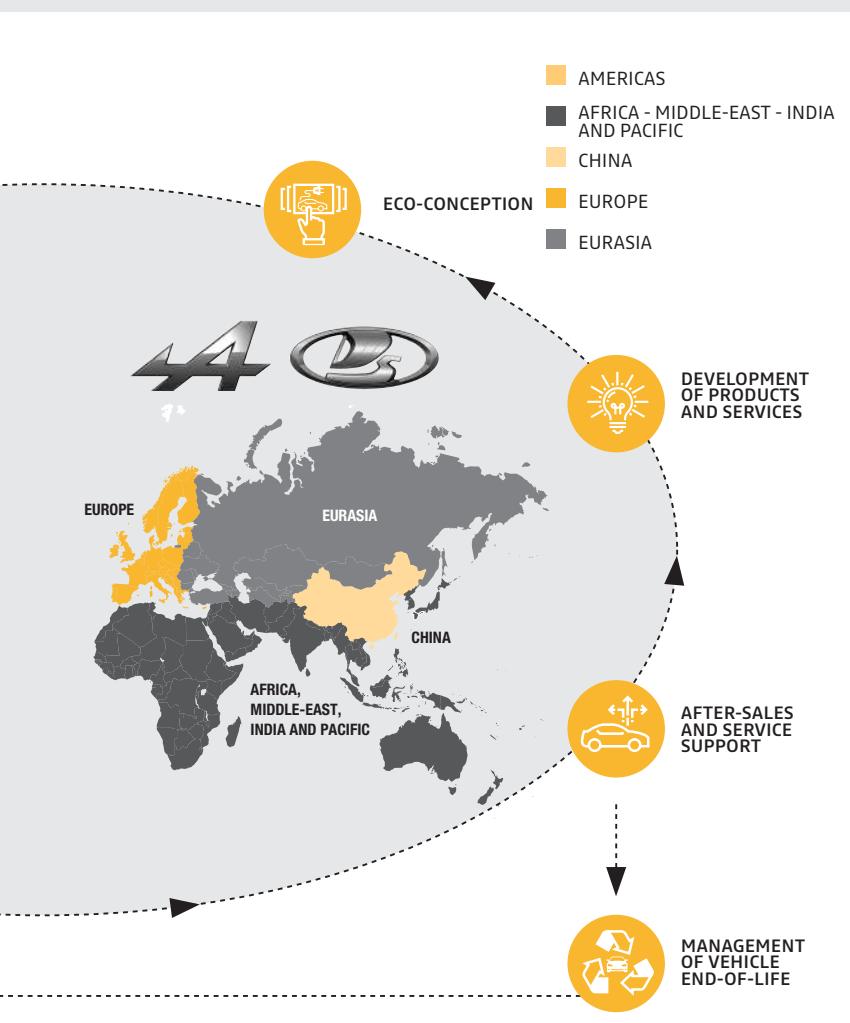 AMERICAS
AFRICA - MIDDLE-EAST - INDIA
AND PACIFIC
CHINA
EUROPE
EURASIA
ECO-CONCEPTION
DEVELOPMENT
OF PRODUCTS
AND SERVICES
EUROPE
EURASIA
CHINA
AFRICA,
MIDDLE-EAST,
INDIA AND PACIFIC
AFTER-SALES
AND SERVICE
SUPPORT
MANAGEMENT
OF VEHICLE
END-OF-LIFE